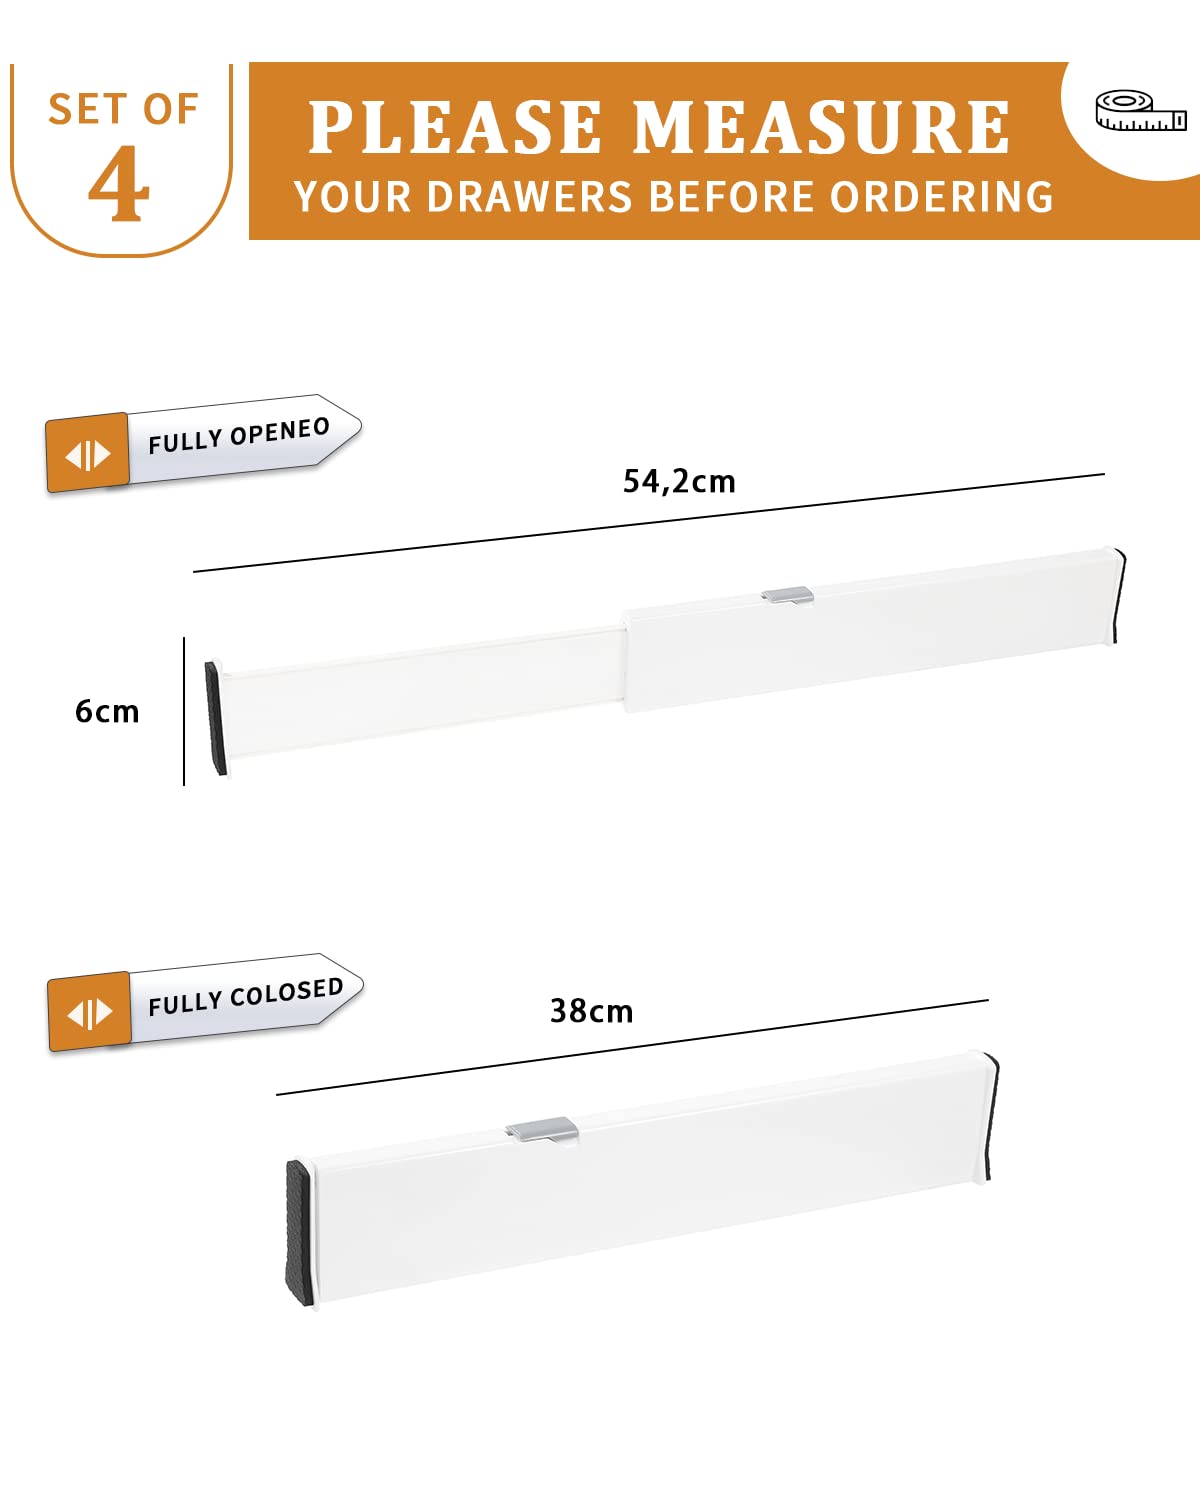 SET OF
4
PLEASE MEASURE
YOUR DRAWERS BEFORE ORDERING
FULLY OPENEO
54,2cm
6cm
FULLY COLOSED
38cm